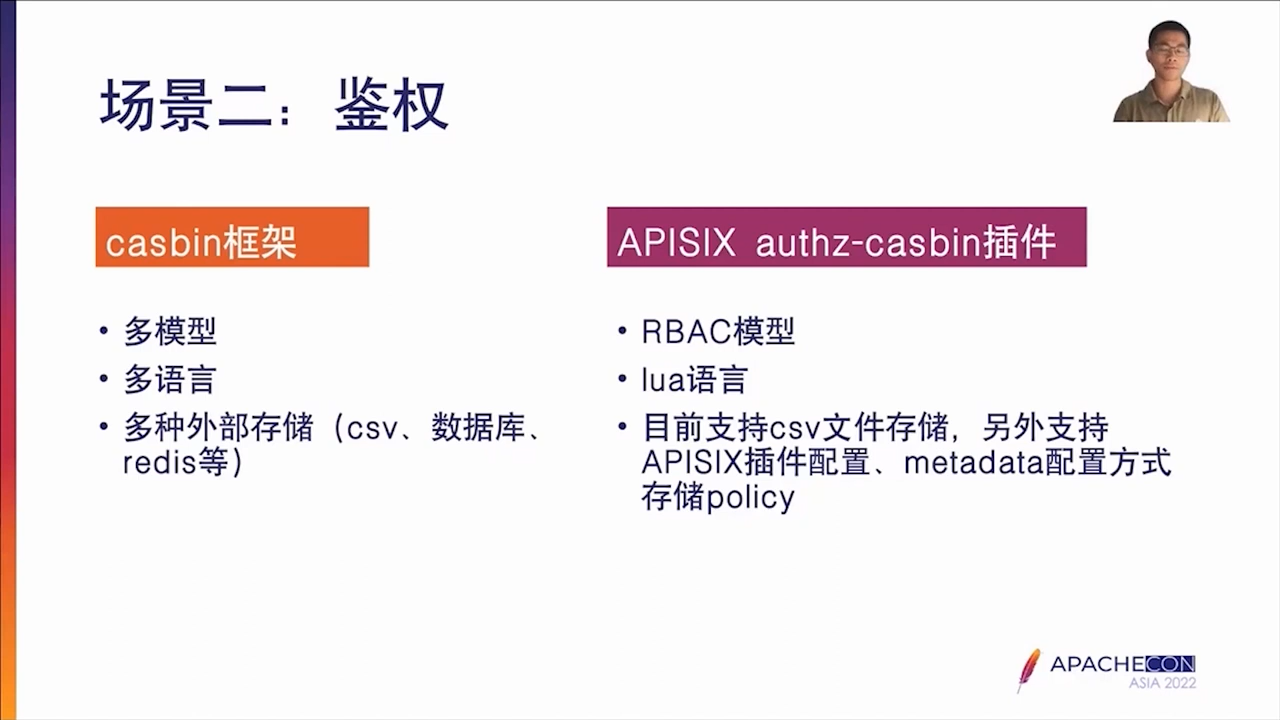 场景二：鉴权
casbin框架
• 多模型
• 多语言
• 多种外部存储（csv、数据库、
redis等）
APISIX authz-casbin插件
• RBAC模型
• lua语言
• 目前支持csv文件存储，另外支持
APISIX插件配置、metadata配置方式
存储policy
APACHECON
ASIA 2022